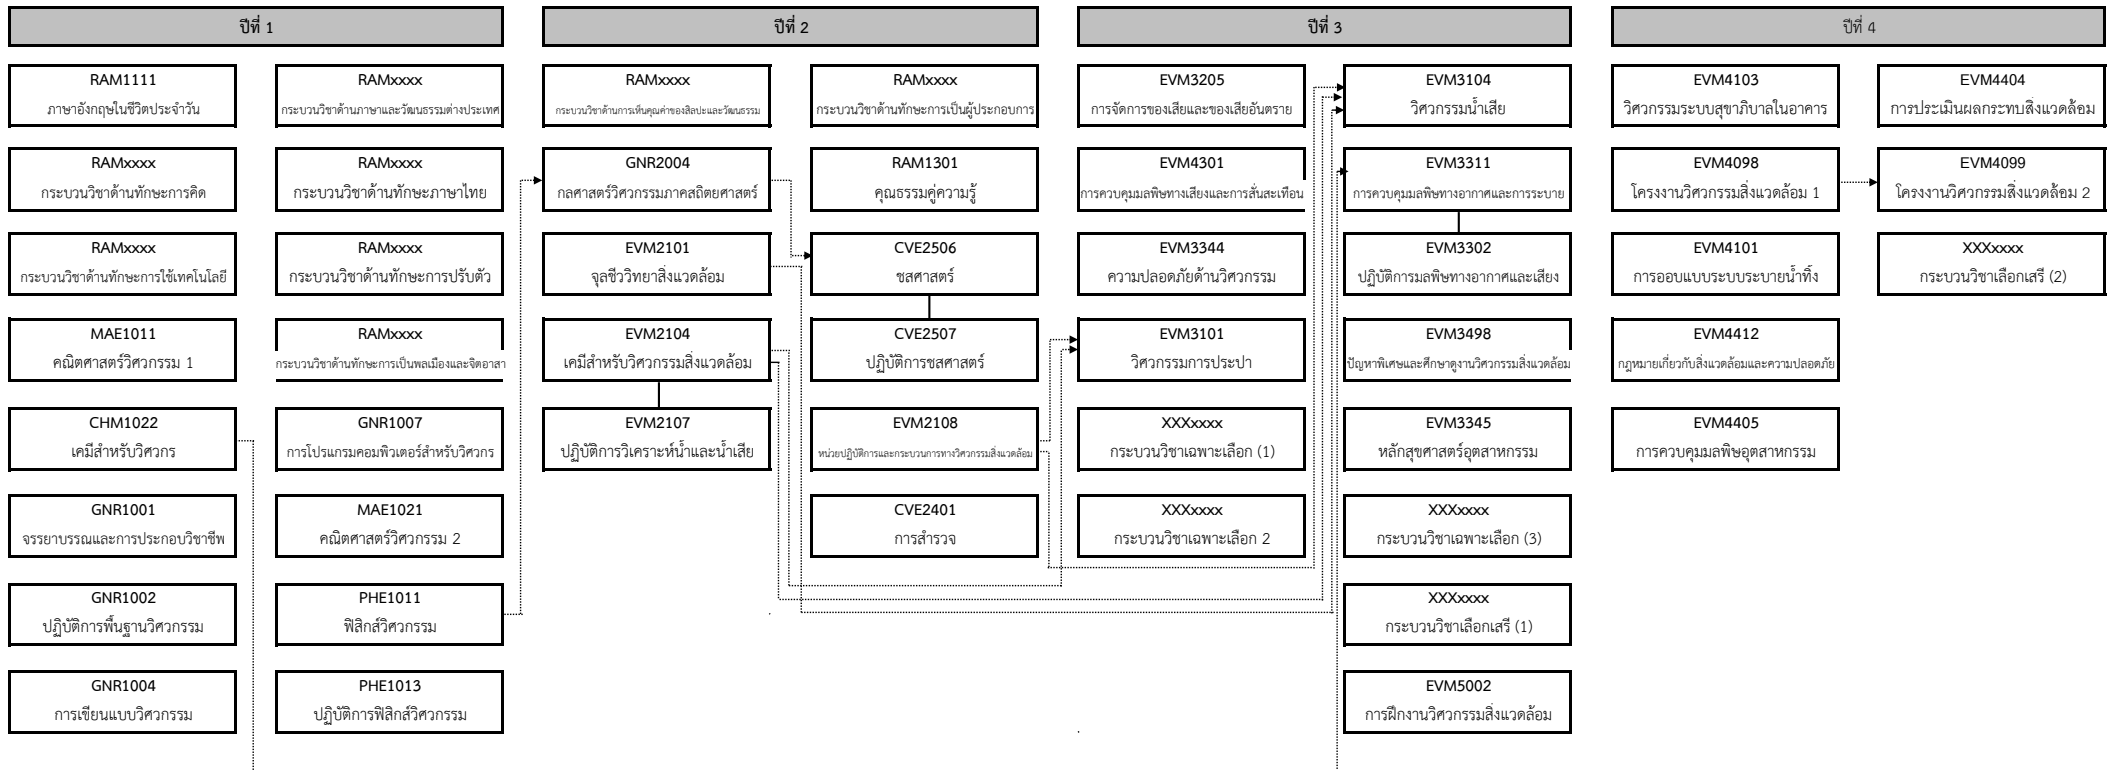 ปีที่ 1
RAM1111
ภาษาอังกฤษในชีวิตประจำวัน
RAMxxxx
กระบวนวิชาด้านทักษะการคิด
RAMxxxx
กระบวนวิชาด้านทักษะการใช้เทคโนโลยี
MAE1011
คณิตศาสตร์วิศวกรรม 1
CHM1022
เคมีสำหรับวิศวกร
GNR1001
จรรยาบรรณและการประกอบวิชาชีพ
GNR1002
ปฏิบัติการพื้นฐานวิศวกรรม
GNR1004
การเขียนแบบวิศวกรรม
RAMxxxx
กระบวนวิชาด้านภาษาและวัฒนธรรมต่างประเทศ
RAMxxxx
กระบวนวิชาด้านทักษะภาษาไทย
RAMxxxx
กระบวนวิชาด้านทักษะการปรับตัว
RAMxxxx
กระบวนวิชาด้านทักษะการเป็นพลเมืองและจิตอาสา
GNR1007
การโปรแกรมคอมพิวเตอร์สำหรับวิศวกร
MAE1021
คณิตศาสตร์วิศวกรรม 2
PHE1011
ฟิสิกส์วิศวกรรม
PHE1013
ปฏิบัติการฟิสิกส์วิศวกรรม
ปีที่ 2
RAMxxxx
กระบวนวิชาด้านการเห็นคุณค่าของศิลปะและวัฒนธรรม
GNR2004
กลศาสตร์วิศวกรรมภาคสถิตยศาสตร์
EVM2101
จุลชีววิทยาสิ่งแวดล้อม
EVM2104
เคมีสำหรับวิศวกรรมสิ่งแวดล้อม
EVM2107
ปฏิบัติการวิเคราะห์น้ำและน้ำเสีย
RAMxxxx
กระบวนวิชาด้านทักษะการเป็นผู้ประกอบการ
RAM1301
คุณธรรมคู่ความรู้
CVE2506
ชสศาสตร์
CVE2507
ปฏิบัติการชสศาสตร์
EVM2108
หน่วยปฏิบัติการและกระบวนการทางวิศวกรรมสิ่งแวดล้อม
CVE2401
การสำรวจ
ปีที่ 3
EVM3205
การจัดการของเสียและของเสียอันตราย
EVM4301
การควบคุมมลพิษทางเสียงและการสั่นสะเทือน
EVM3344
ความปลอดภัยด้านวิศวกรรม
EVM3101
วิศวกรรมการประปา
XXXxxxx
กระบวนวิชาเฉพาะเลือก (1)
XXXxxxx
กระบวนวิชาเฉพาะเลือก 2
EVM3104
วิศวกรรมน้ำเสีย
EVM3311
การควบคุมมลพิษทางอากาศและการระบาย
EVM3302
ปฏิบัติการมลพิษทางอากาศและเสียง
EVM3498
ปัญหาพิเศษและศึกษาดูงานวิศวกรรมสิ่งแวดล้อม
EVM3345
หลักสุขศาสตร์อุตสาหกรรม
XXXxxxx
กระบวนวิชาเฉพาะเลือก (3)
XXXxxxx
กระบวนวิชาเลือกเสรี (1)
EVM5002
การฝึกงานวิศวกรรมสิ่งแวดล้อม
ปีที่ 4
EVM4103
วิศวกรรมระบบสุขาภิบาลในอาคาร
EVM4098
โครงงานวิศวกรรมสิ่งแวดล้อม 1
EVM4101
การออกแบบระบบระบายน้ำทิ้ง
EVM4412
กฎหมายเกี่ยวกับสิ่งแวดล้อมและความปลอดภัย
EVM4405
การควบคุมมลพิษอุตสาหกรรม
EVM4404
การประเมินผลกระทบสิ่งแวดล้อม
EVM4099
โครงงานวิศวกรรมสิ่งแวดล้อม 2
XXXxxxx
กระบวนวิชาเลือกเสรี (2)